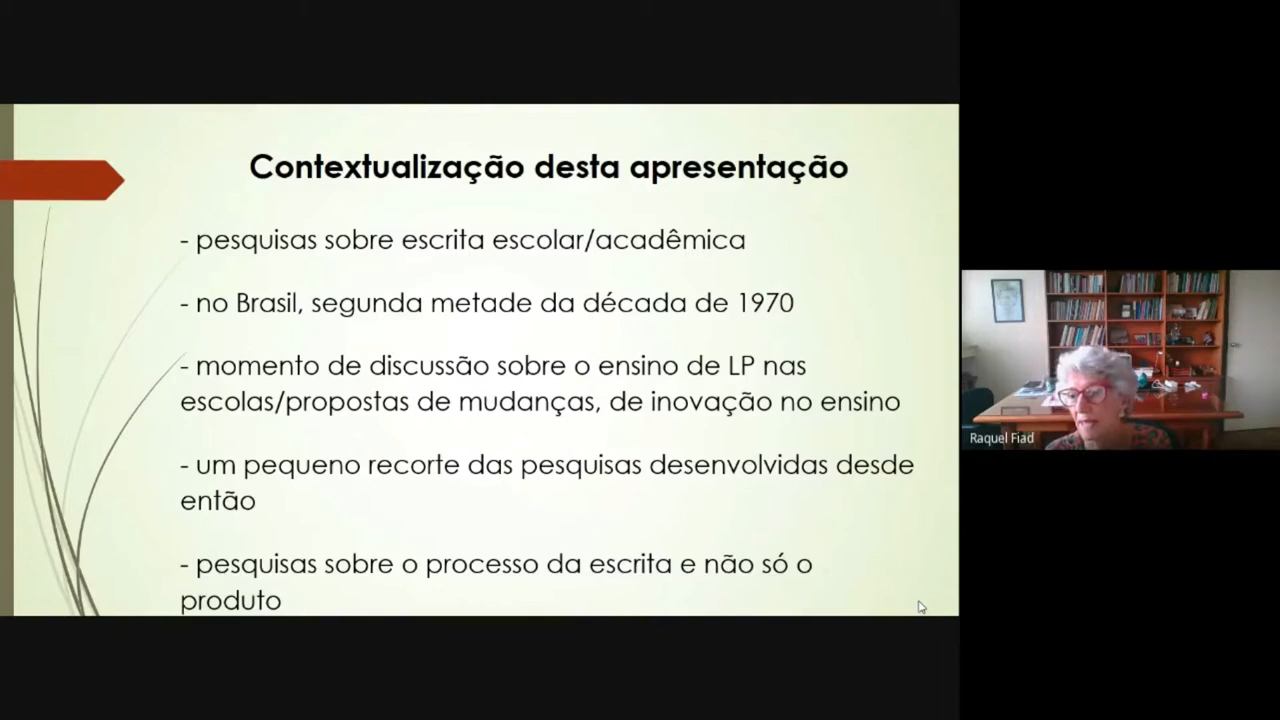 Contextualização desta apresentação
- pesquisas sobre escrita escolar/acadêmica
- no Brasil, segunda metade da década de 1970
- momento de discussão sobre o ensino de LP nas
escolas/propostas de mudanças, de inovação no ensino
- um pequeno recorte das pesquisas desenvolvidas desde
então
- pesquisas sobre o processo da escrita e não só o
produto
Raquel Fiad